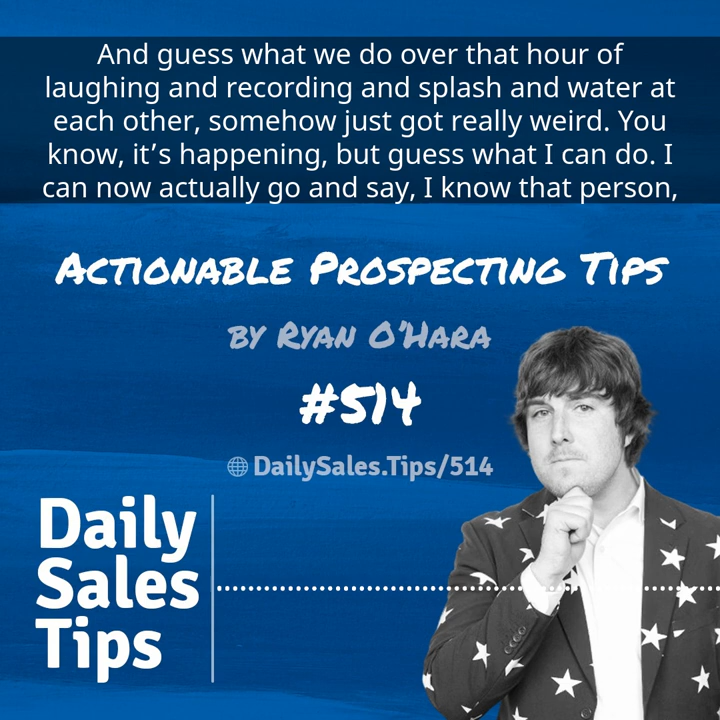 And guess what we do over that hour of
laughing and recording and splash and water at
each other, somehow just got really weird. You
know, it’s happening, but guess what I can do. I
can now actually go and say, I know that person,
Actionable Prospecting Tips
by Ryan O'Hara
#514
DailySales.Tips/514
Daily
Sales
Tips